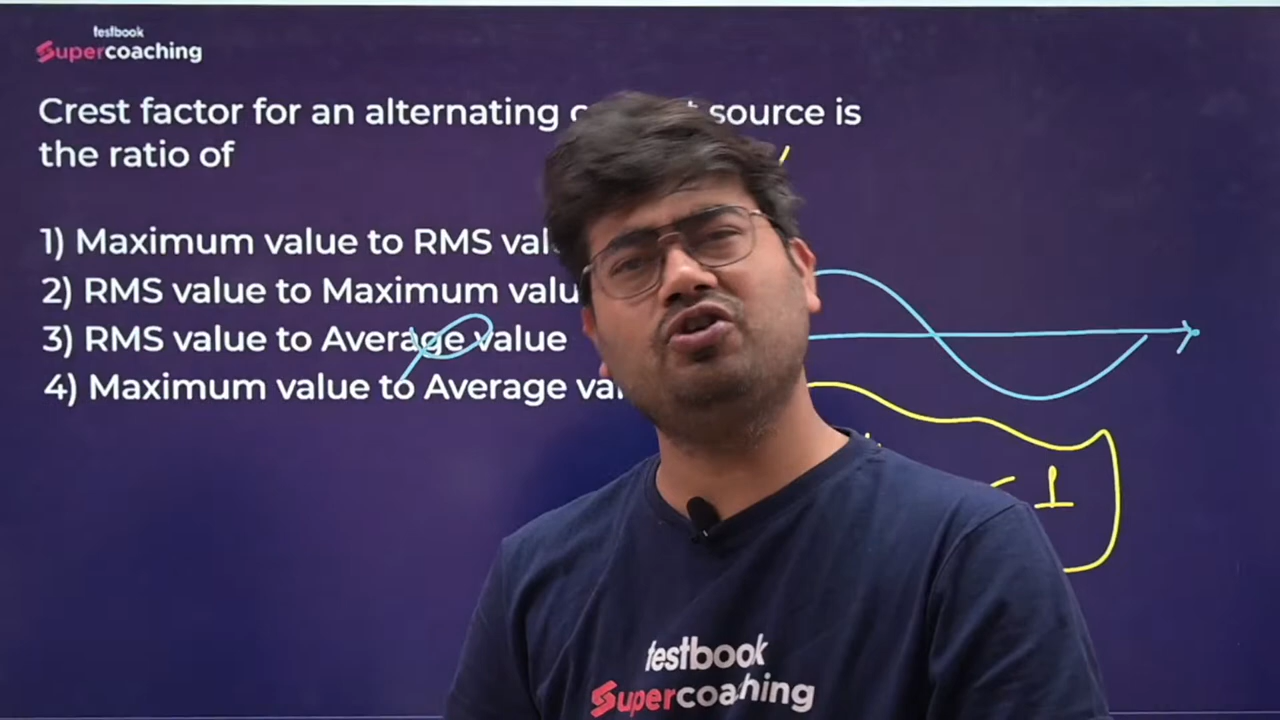 testbook
Supercoaching
Crest factor for an alternating source is
the ratio of
1) Maximum value to RMS
2) RMS value to Maximum
3) RMS value to Average value
4) Maximum value to Average
1
testbook
Supercoaching